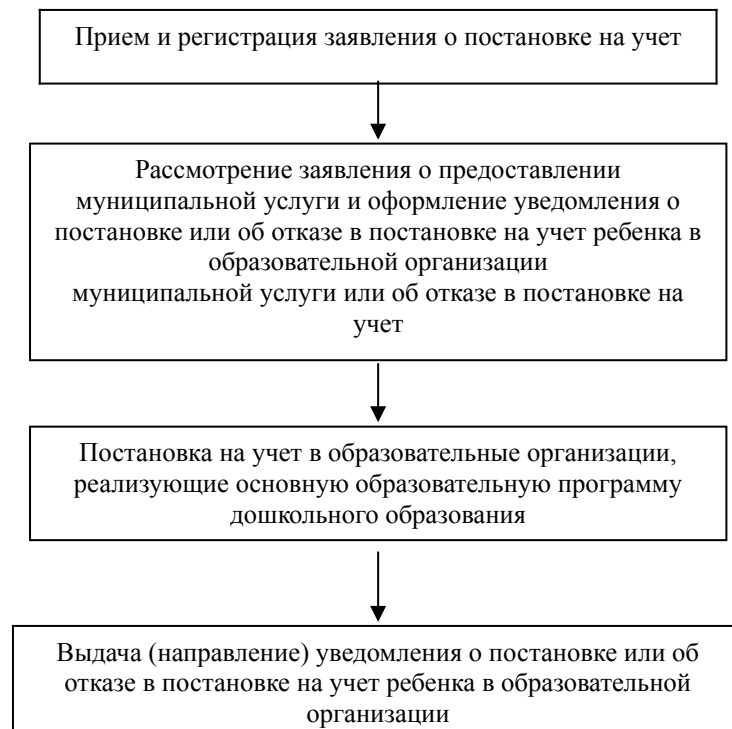 Прием и регистрация заявления о постановке на учет
Рассмотрение заявления о предоставлении
муниципальной услуги и оформление уведомления о
постановке или об отказе в постановке на учет ребенка в
образовательной организации
муниципальной услуги или об отказе в постановке на
учет
Постановка на учет в образовательные организации,
реализующие основную образовательную программу
дошкольного образования
Выдача (направление) уведомления о постановке или об
отказе в постановке на учет ребенка в образовательной
организации